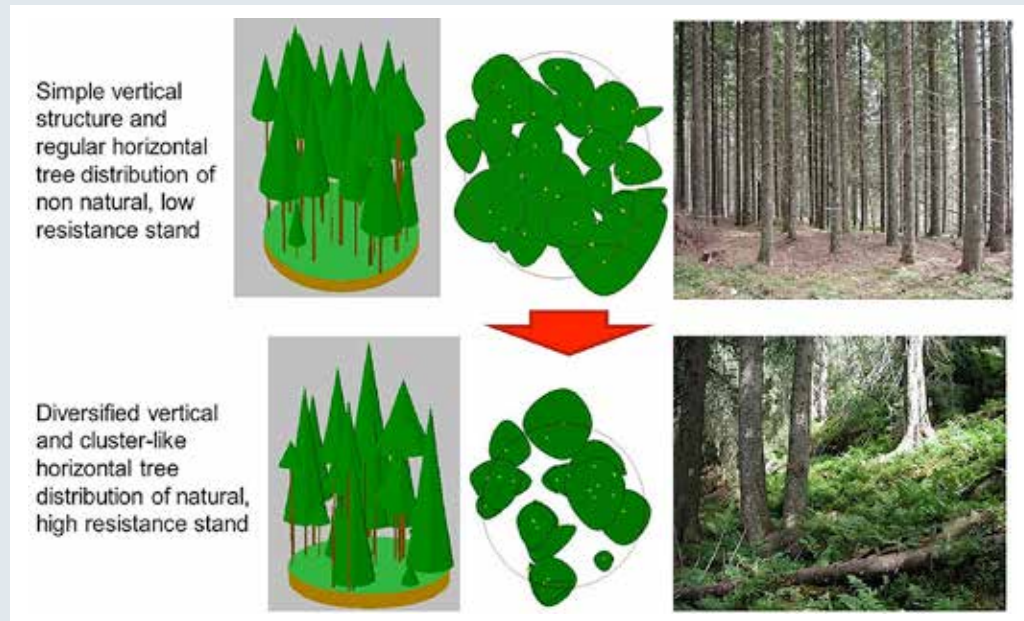 Simple vertical
structure and
regular horizontal
tree distribution of
non natural, low
resistance stand
Diversified vertical
and cluster-like
horizontal tree
distribution of natural,
high resistance stand